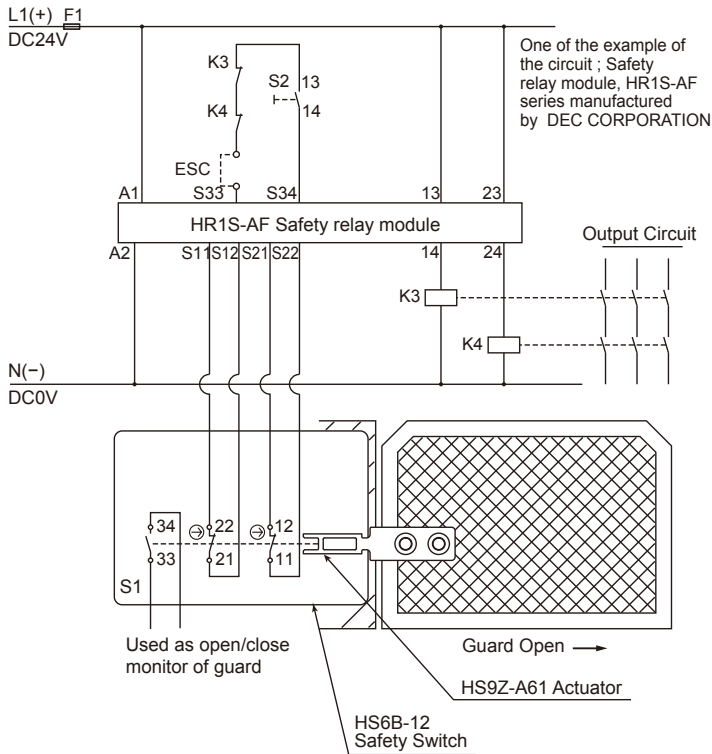 L1(+) F1
DC24V
One of the example of
the circuit ; Safety
relay module, HR1S-AF
series manufactured
by DEC CORPORATION
K3
S2 13
14
K4
ESC
A1 S33 S34 13 23
HR1S-AF Safety relay module
A2 S11 S12 S21 S22 14 24
Output Circuit
K3
K4
N(−)
DC0V
34 22 12
33 21 11
S1
Used as open/close
monitor of guard
Guard Open
HS9Z-A61 Actuator
HS6B-12
Safety Switch